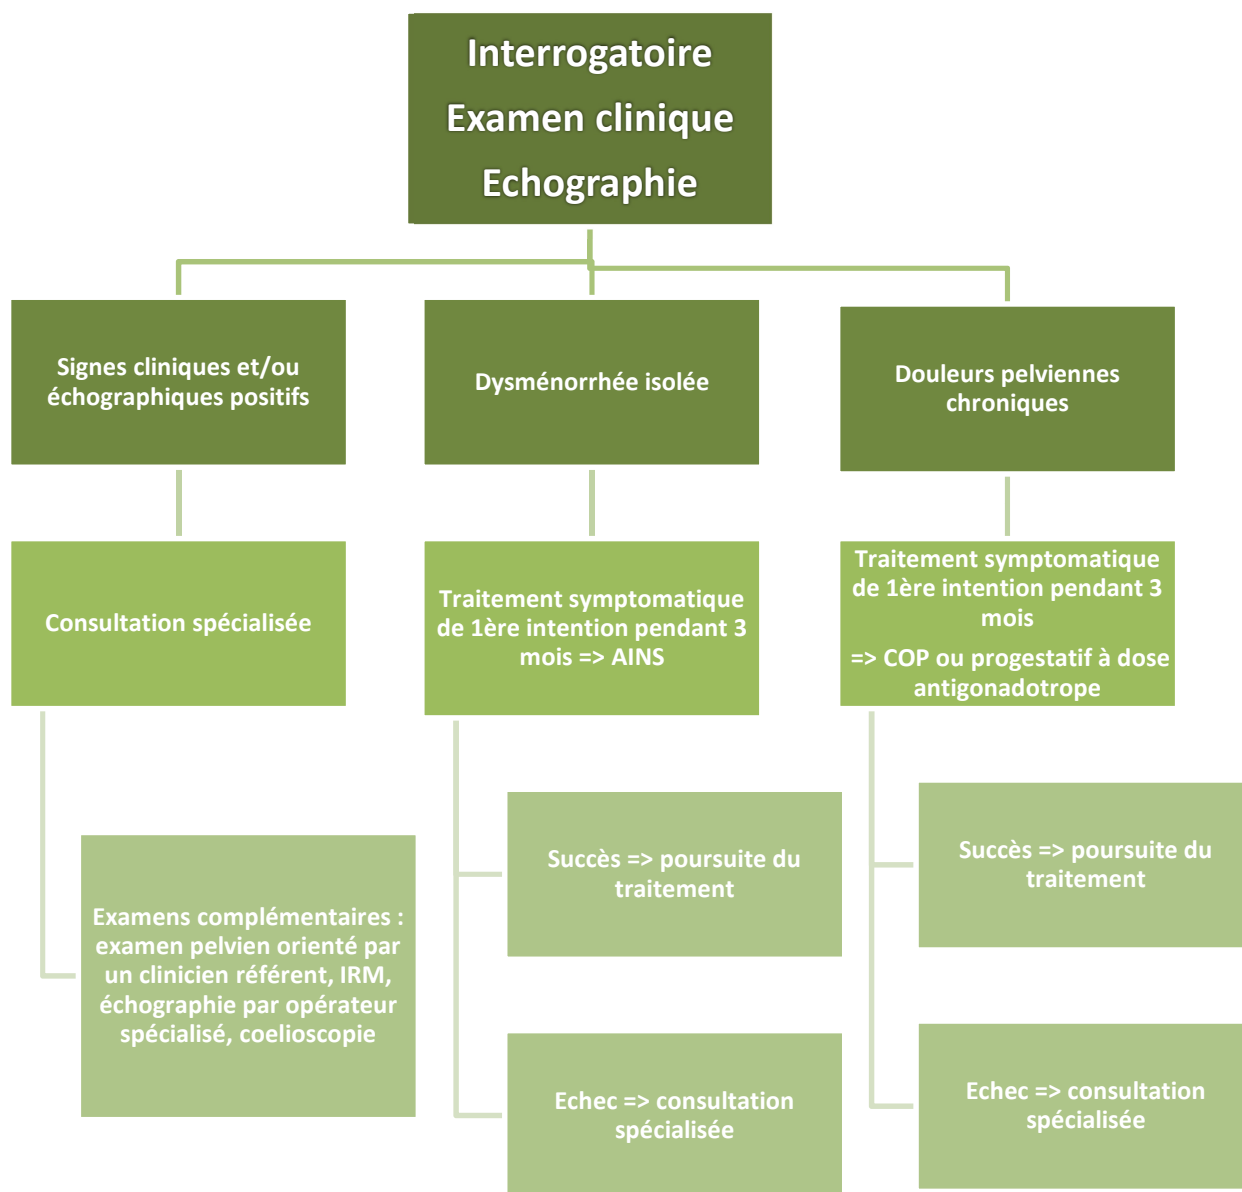 Interrogatoire
Examen clinique
Echographie
Signes cliniques et/ou
échographiques positifs
Dysménorrhée isolée
Douleurs pelviennes
chroniques
Consultation spécialisée
Traitement symptomatique
de 1ère intention pendant 3
mois => AINS
Traitement symptomatique
de 1ère intention pendant 3
mois
=> COP ou progestatif à dose
antigonadotrope
Examens complémentaires :
examen pelvien orienté par
un clinicien référent, IRM,
échographie par opérateur
spécialisé, coelioscopie
Succès => poursuite du
traitement
Echec => consultation
spécialisée
Succès => poursuite du
traitement
Echec => consultation
spécialisée